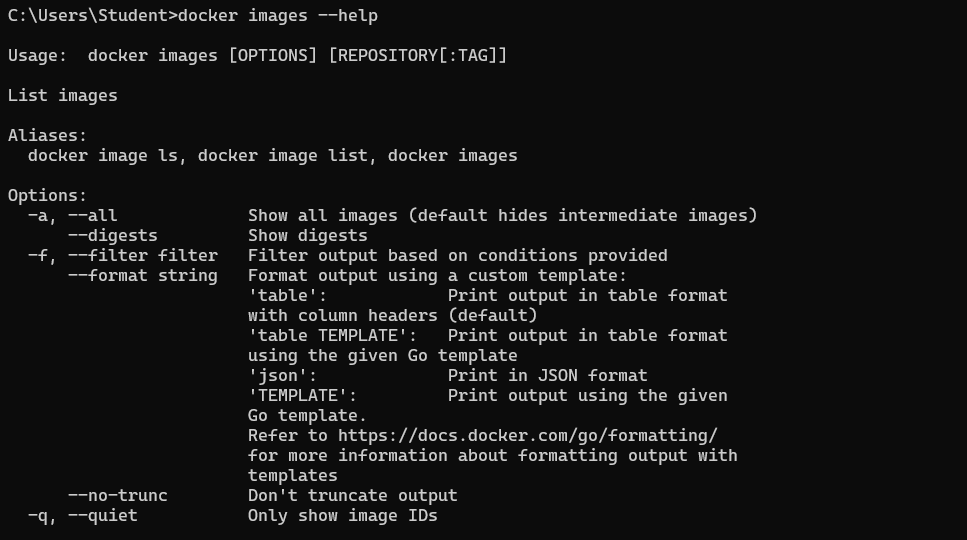 C:\Users\Student>docker images --help
Usage:  docker images [OPTIONS] [REPOSITORY[:TAG]]
List images
Aliases:
  docker image ls, docker image list, docker images
Options:
  -a, --all             Show all images (default hides intermediate images)
      --digests         Show digests
  -f, --filter filter   Filter output based on conditions provided
      --format string   Format output using a custom template:
                        'table':            Print output in table format
                        with column headers (default)
                        'table TEMPLATE':   Print output in table format
                        using the given Go template
                        'json':             Print in JSON format
                        'TEMPLATE':         Print output using the given
                        Go template.
                        Refer to https://docs.docker.com/go/formatting/
                        for more information about formatting output with
                        templates
      --no-trunc        Don't truncate output
  -q, --quiet           Only show image IDs